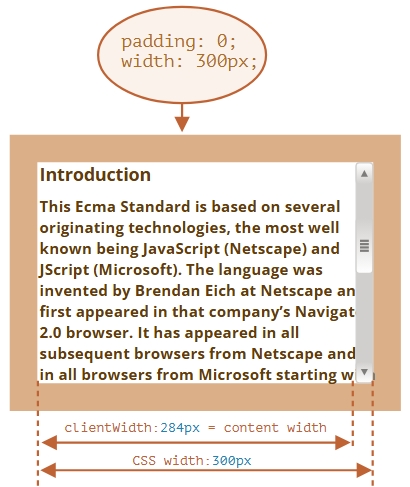 padding: 0;
width: 300px;
Introduction
This Ecma Standard is based on several
originating technologies, the most well
known being JavaScript (Netscape) and
JScript (Microsoft). The language was
invented by Brendan Eich at Netscape an
first appeared in that company’s Navigat
2.0 browser. It has appeared in all
subsequent browsers from Netscape and
in all browsers from Microsoft starting w
clientWidth:284px = content width
CSS width:300px